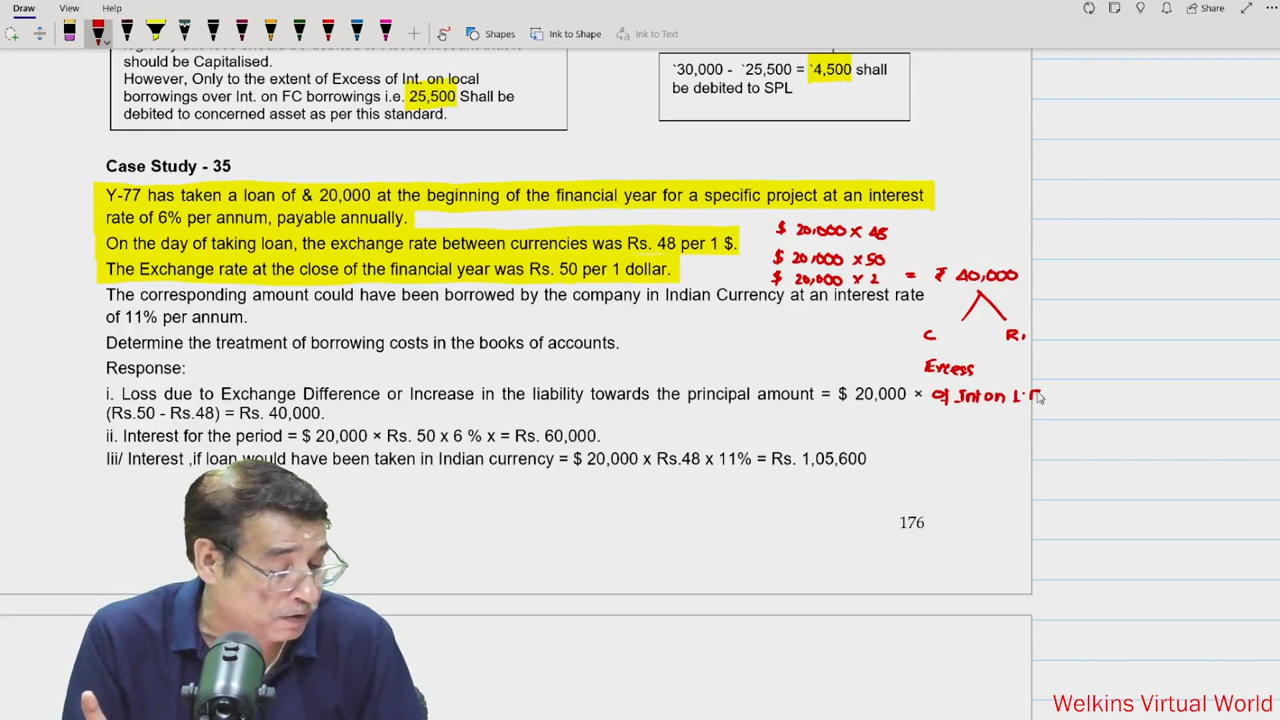 Draw View Help
Share
Shapes Ink to Shape Ink to Text
should be Capitalised.
However, Only to the extent of Excess of Int. on local
borrowings over Int. on FC borrowings i.e. 25,500 Shall be
debited to concerned asset as per this standard.
`30,000 - `25,500 = `4,500 shall
be debited to SPL
Case Study - 35
Y-77 has taken a loan of & 20,000 at the beginning of the financial year for a specific project at an interest
rate of 6% per annum, payable annually.
On the day of taking loan, the exchange rate between currencies was Rs. 48 per 1 $.
The Exchange rate at the close of the financial year was Rs. 50 per 1 dollar.
$ 20,000 × 48
$ 20,000 × 50
$ 20,000 × 2 = ₹ 40,000
C R.
Excess
of Int on L.
The corresponding amount could have been borrowed by the company in Indian Currency at an interest rate
of 11% per annum.
Determine the treatment of borrowing costs in the books of accounts.
Response:
i. Loss due to Exchange Difference or Increase in the liability towards the principal amount = $ 20,000 ×
(Rs.50 - Rs.48) = Rs. 40,000.
ii. Interest for the period = $ 20,000 × Rs. 50 x 6 % x = Rs. 60,000.
Iii/ Interest ,if loan would have been taken in Indian currency = $ 20,000 x Rs.48 x 11% = Rs. 1,05,600
176
Welkins Virtual World